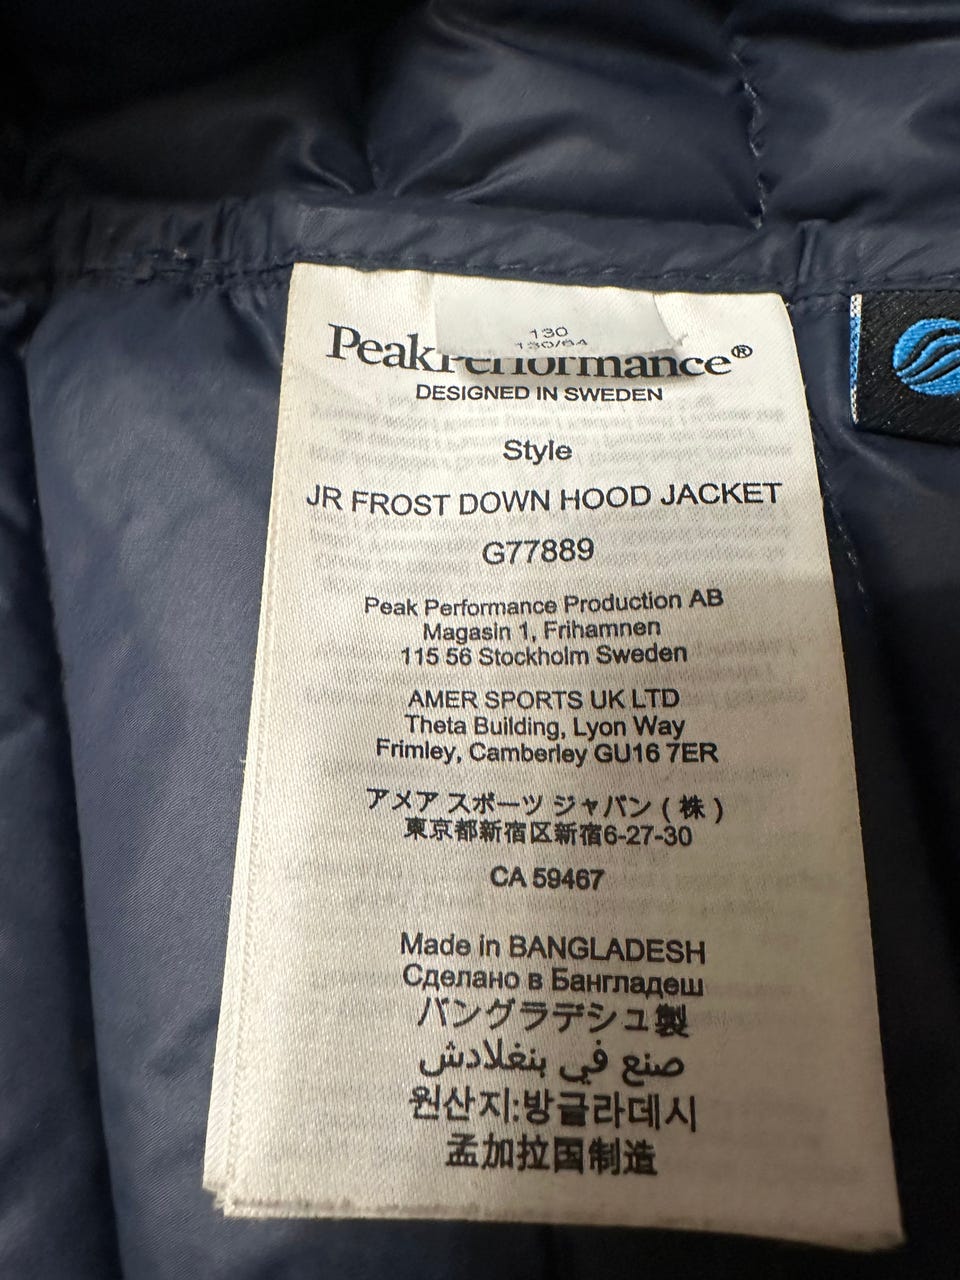 130
130/64
PeakPerformance®
DESIGNED IN SWEDEN
Style
JR FROST DOWN HOOD JACKET
G77889
Peak Performance Production AB
Magasin 1, Frihamnen
115 56 Stockholm Sweden
AMER SPORTS UK LTD
Theta Building, Lyon Way
Frimley, Camberley GU16 7ER
アメア スポーツ ジャパン ( 株 )
東京都新宿区新宿6-27-30
CA 59467
Made in BANGLADESH
Сделано в Бангладеш
バングラデシュ製
صنع في بنغلادش
원산지:방글라데시
孟加拉国制造